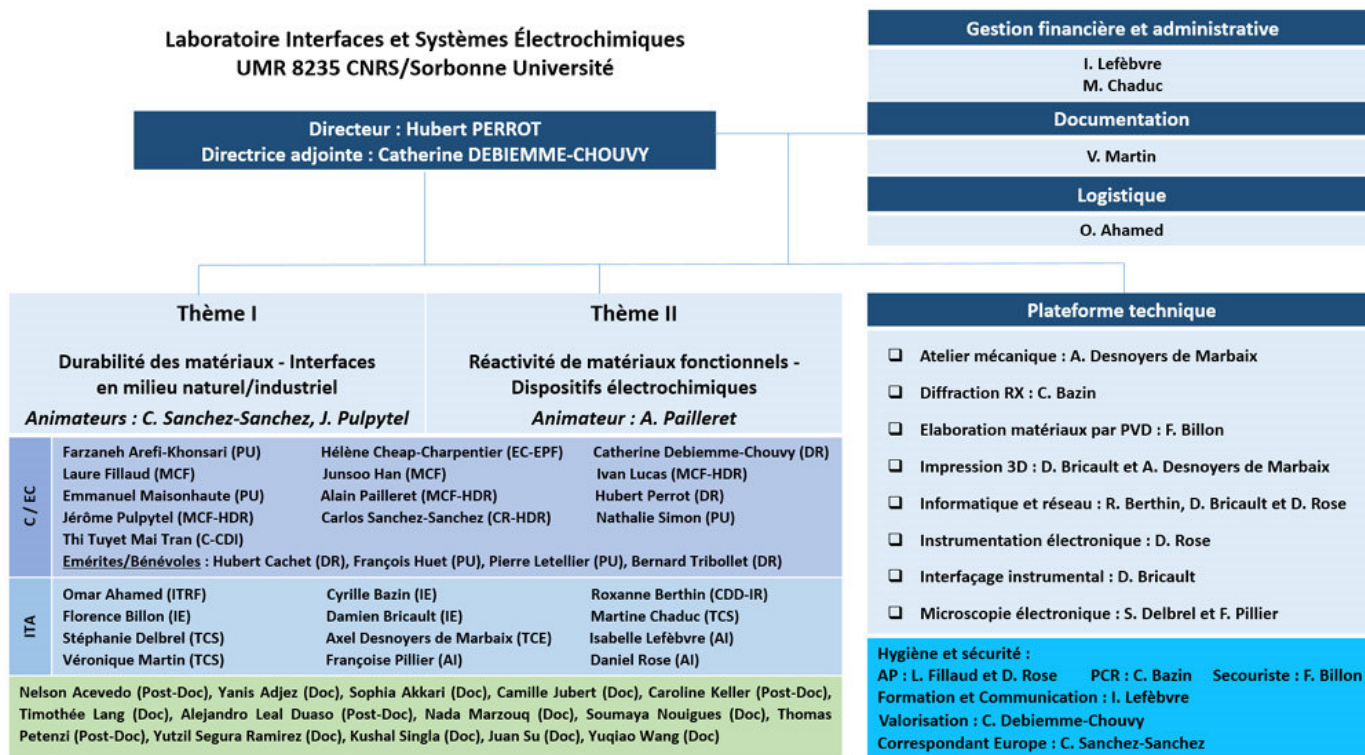 Laboratoire Interfaces et Systèmes Électrochimiques
UMR 8235 CNRS/Sorbonne Université
Directeur : Hubert PERROT
Directrice adjointe : Catherine DEBIEMME-CHOUVY
Gestion financière et administrative
I. Lefèbvre
M. Chaduc
Documentation
V. Martin
Logistique
O. Ahamed
Thème I
Durabilité des matériaux - Interfaces
en milieu naturel/industriel
Animateurs : C. Sanchez-Sanchez, J. Pulpytel
Thème II
Réactivité de matériaux fonctionnels -
Dispositifs électrochimiques
Animateur : A. Pailleret
C / EC
Farzaneh Arefi-Khonsari (PU) Hélène Cheap-Charpentier (EC-EPF) Catherine Debiemme-Chouvy (DR)
Laure Fillaud (MCF) Junsoo Han (MCF) Ivan Lucas (MCF-HDR)
Emmanuel Maisonhaute (PU) Alain Pailleret (MCF-HDR) Hubert Perrot (DR)
Jérôme Pulpytel (MCF-HDR) Carlos Sanchez-Sanchez (CR-HDR) Nathalie Simon (PU)
Thi Tuyet Mai Tran (C-CDI)
Emérites/Bénévoles : Hubert Cachet (DR), François Huet (PU), Pierre Letellier (PU), Bernard Tribollet (DR)
ITA
Omar Ahamed (ITRF) Cyrille Bazin (IE) Roxanne Berthin (CDD-IR)
Florence Billon (IE) Damien Bricault (IE) Martine Chaduc (TCS)
Stéphanie Delbrel (TCS) Axel Desnoyers de Marbaix (TCE) Isabelle Lefèbvre (AI)
Véronique Martin (TCS) Françoise Pillier (AI) Daniel Rose (AI)
Nelson Acevedo (Post-Doc), Yanis Adjez (Doc), Sophia Akkari (Doc), Camille Jubert (Doc), Caroline Keller (Post-Doc),
Timothée Lang (Doc), Alejandro Leal Duaso (Post-Doc), Nada Marzouq (Doc), Soumaya Nouigues (Doc), Thomas
Petenzi (Post-Doc), Yutzil Segura Ramirez (Doc), Kushal Singla (Doc), Juan Su (Doc), Yuqiao Wang (Doc)
Plateforme technique
Atelier mécanique : A. Desnoyers de Marbaix
Diffraction RX : C. Bazin
Elaboration matériaux par PVD : F. Billon
Impression 3D : D. Bricault et A. Desnoyers de Marbaix
Informatique et réseau : R. Berthin, D. Bricault et D. Rose
Instrumentation électronique : D. Rose
Interfaçage instrumental : D. Bricault
Microscopie électronique : S. Delbrel et F. Pillier
Hygiène et sécurité :
AP : L. Fillaud et D. Rose PCR : C. Bazin Secouriste : F. Billon
Formation et Communication : I. Lefèbvre
Valorisation : C. Debiemme-Chouvy
Correspondant Europe : C. Sanchez-Sanchez